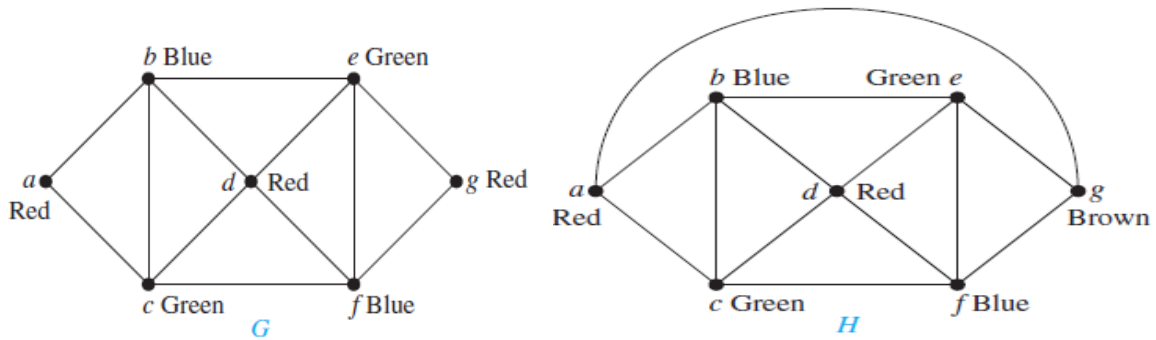 b Blue
e Green
a
Red
d Red
g Red
c Green
f Blue
G
b Blue
Green e
a
Red
d Red
g
Brown
c Green
f Blue
H